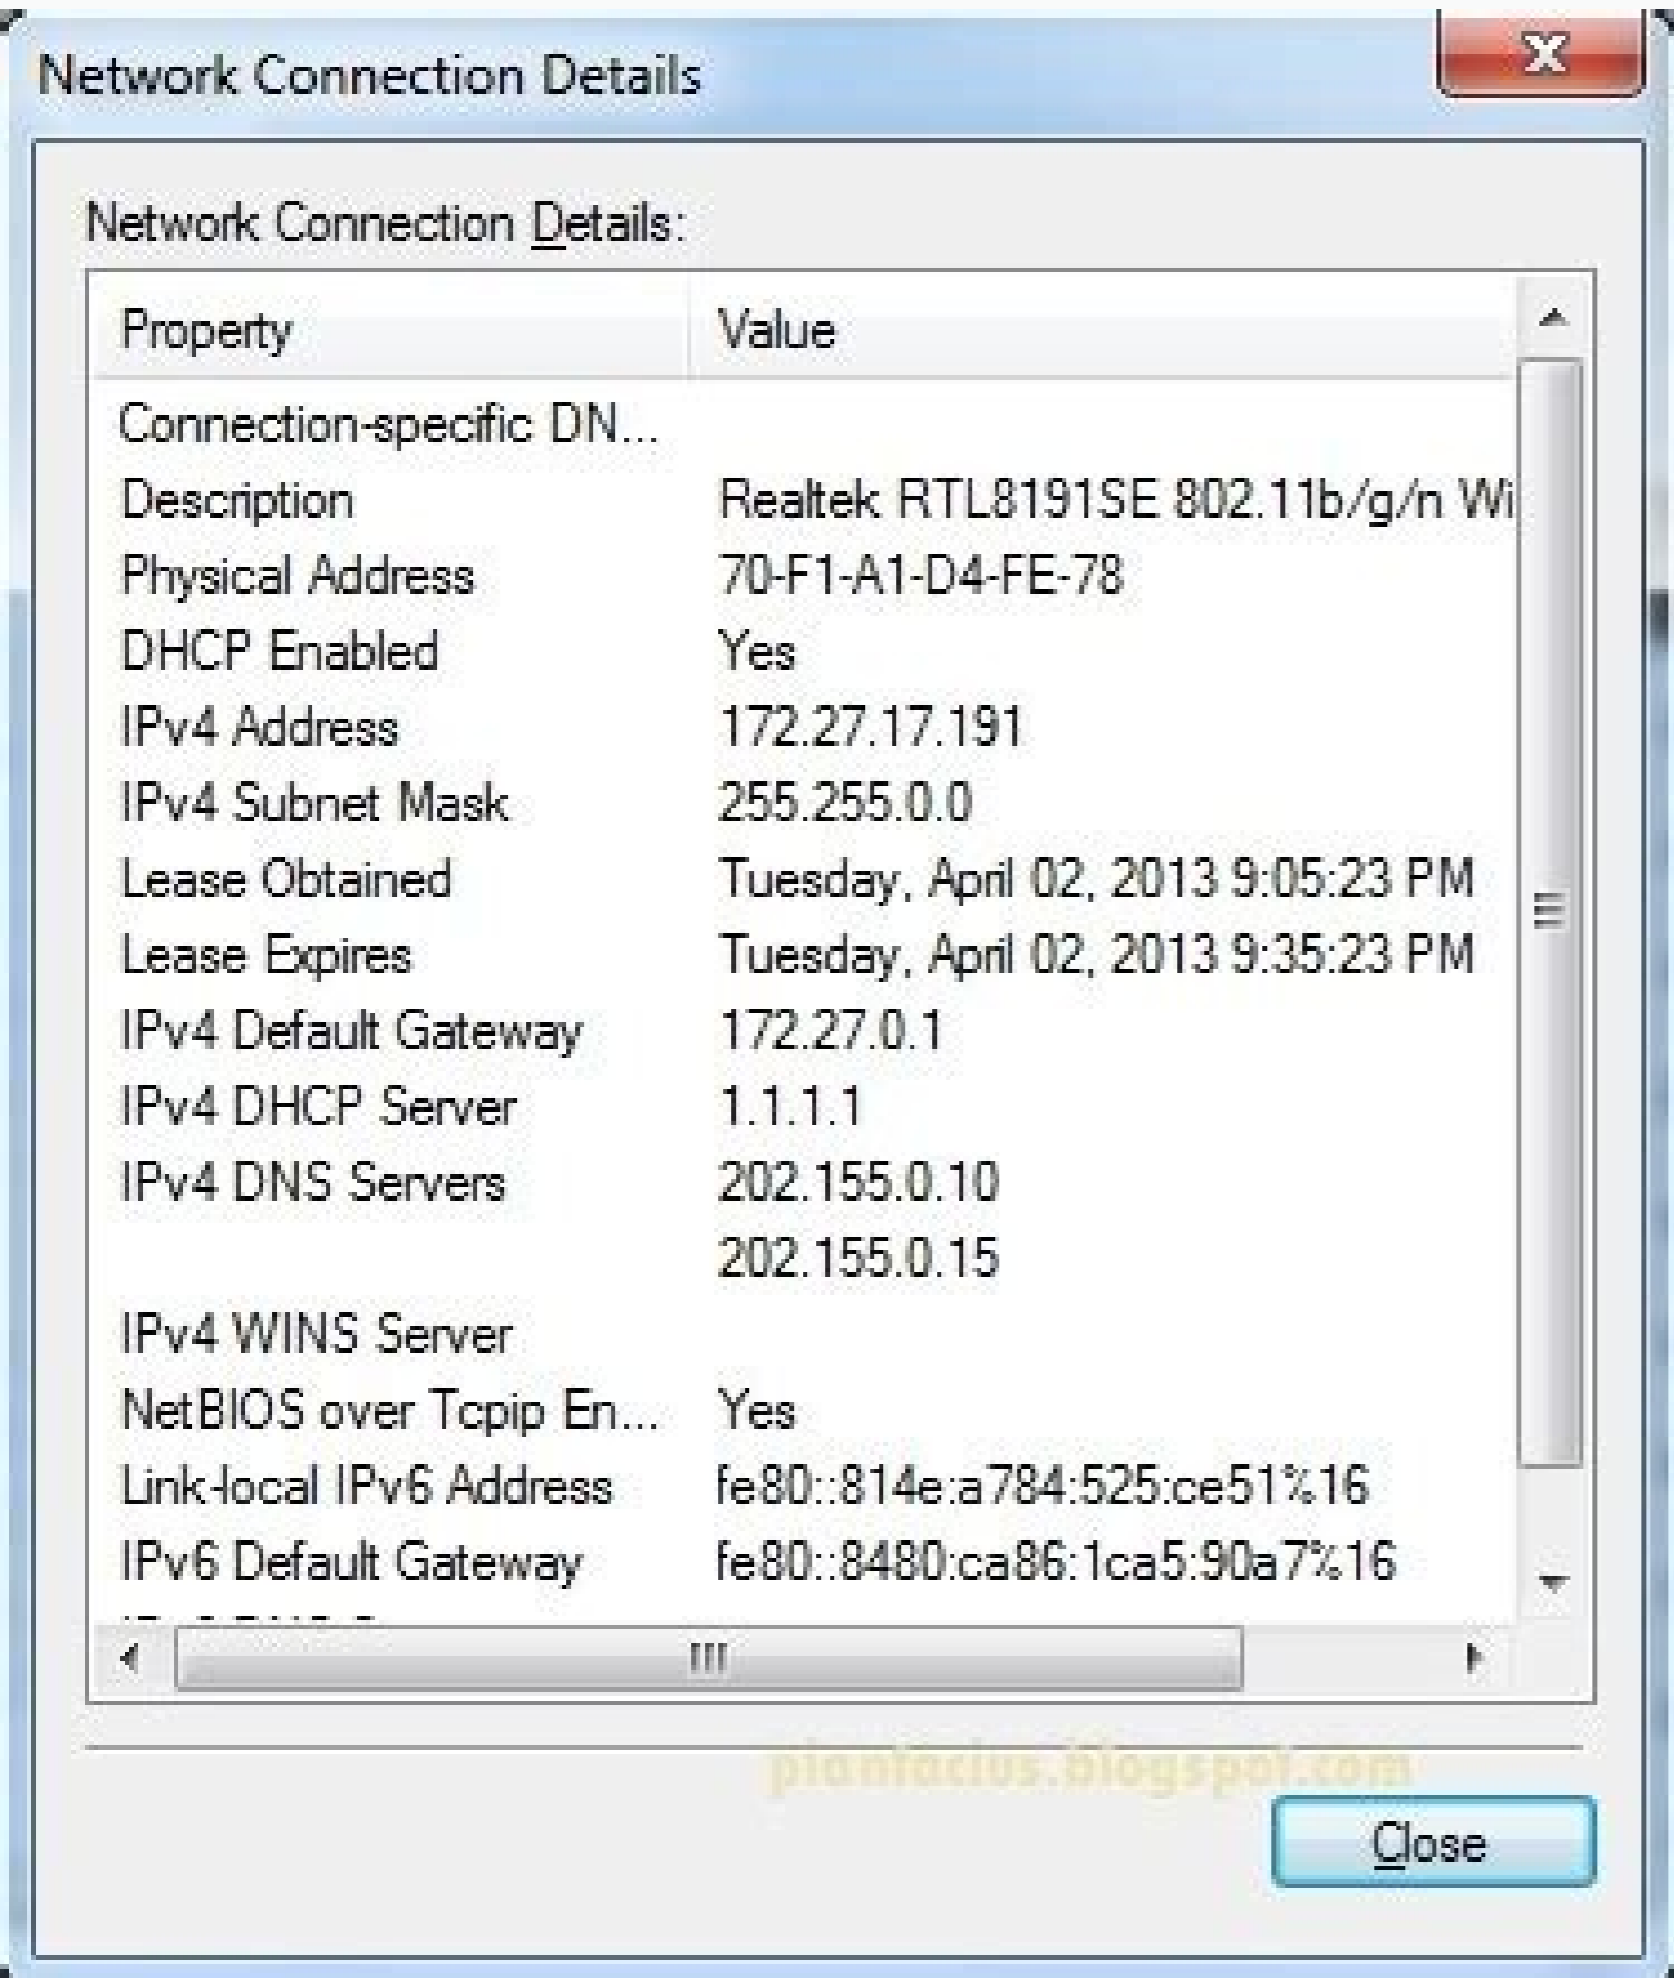 Network Connection Details
Network Connection Details:
Property Value
Connection-specific DN...
Description Realtek RTL8191SE 802.11b/g/n Wi
Physical Address 70-F1-A1-D4-FE-78
DHCP Enabled Yes
IPv4 Address 172.27.17.191
IPv4 Subnet Mask 255.255.0.0
Lease Obtained Tuesday, April 02, 2013 9:05:23 PM
Lease Expires Tuesday, April 02, 2013 9:35:23 PM
IPv4 Default Gateway 172.27.0.1
IPv4 DHCP Server 1.1.1.1
IPv4 DNS Servers 202.155.0.10
202.155.0.15
IPv4 WINS Server
NetBIOS over Tcpip En... Yes
Link-local IPv6 Address fe80::814e:a784:525:ce51%16
IPv6 Default Gateway fe80::8480:ca86:1ca5:90a7%16
Close